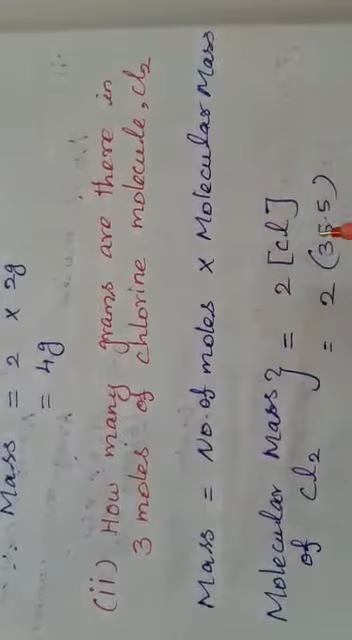 ∴ Mass = 2 x 2g
= 4g
(ii) How many grams are there in
3 moles of chlorine molecule, Cl2
Mass = No. of moles x Molecular Mass
Molecular Mass } = 2 [Cl]
of Cl2
= 2 (35.5)